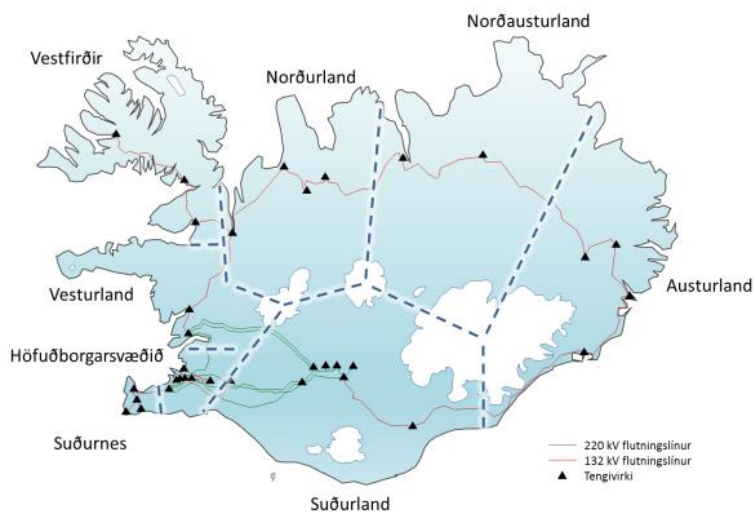 Norðausturland
Vestfirðir
Norðurland
Vesturland
Austurland
Höfuðborgarsvæðið
Suðurnes
Suðurland
220 kV flutningslínur
132 kV flutningslínur
Tengivirki